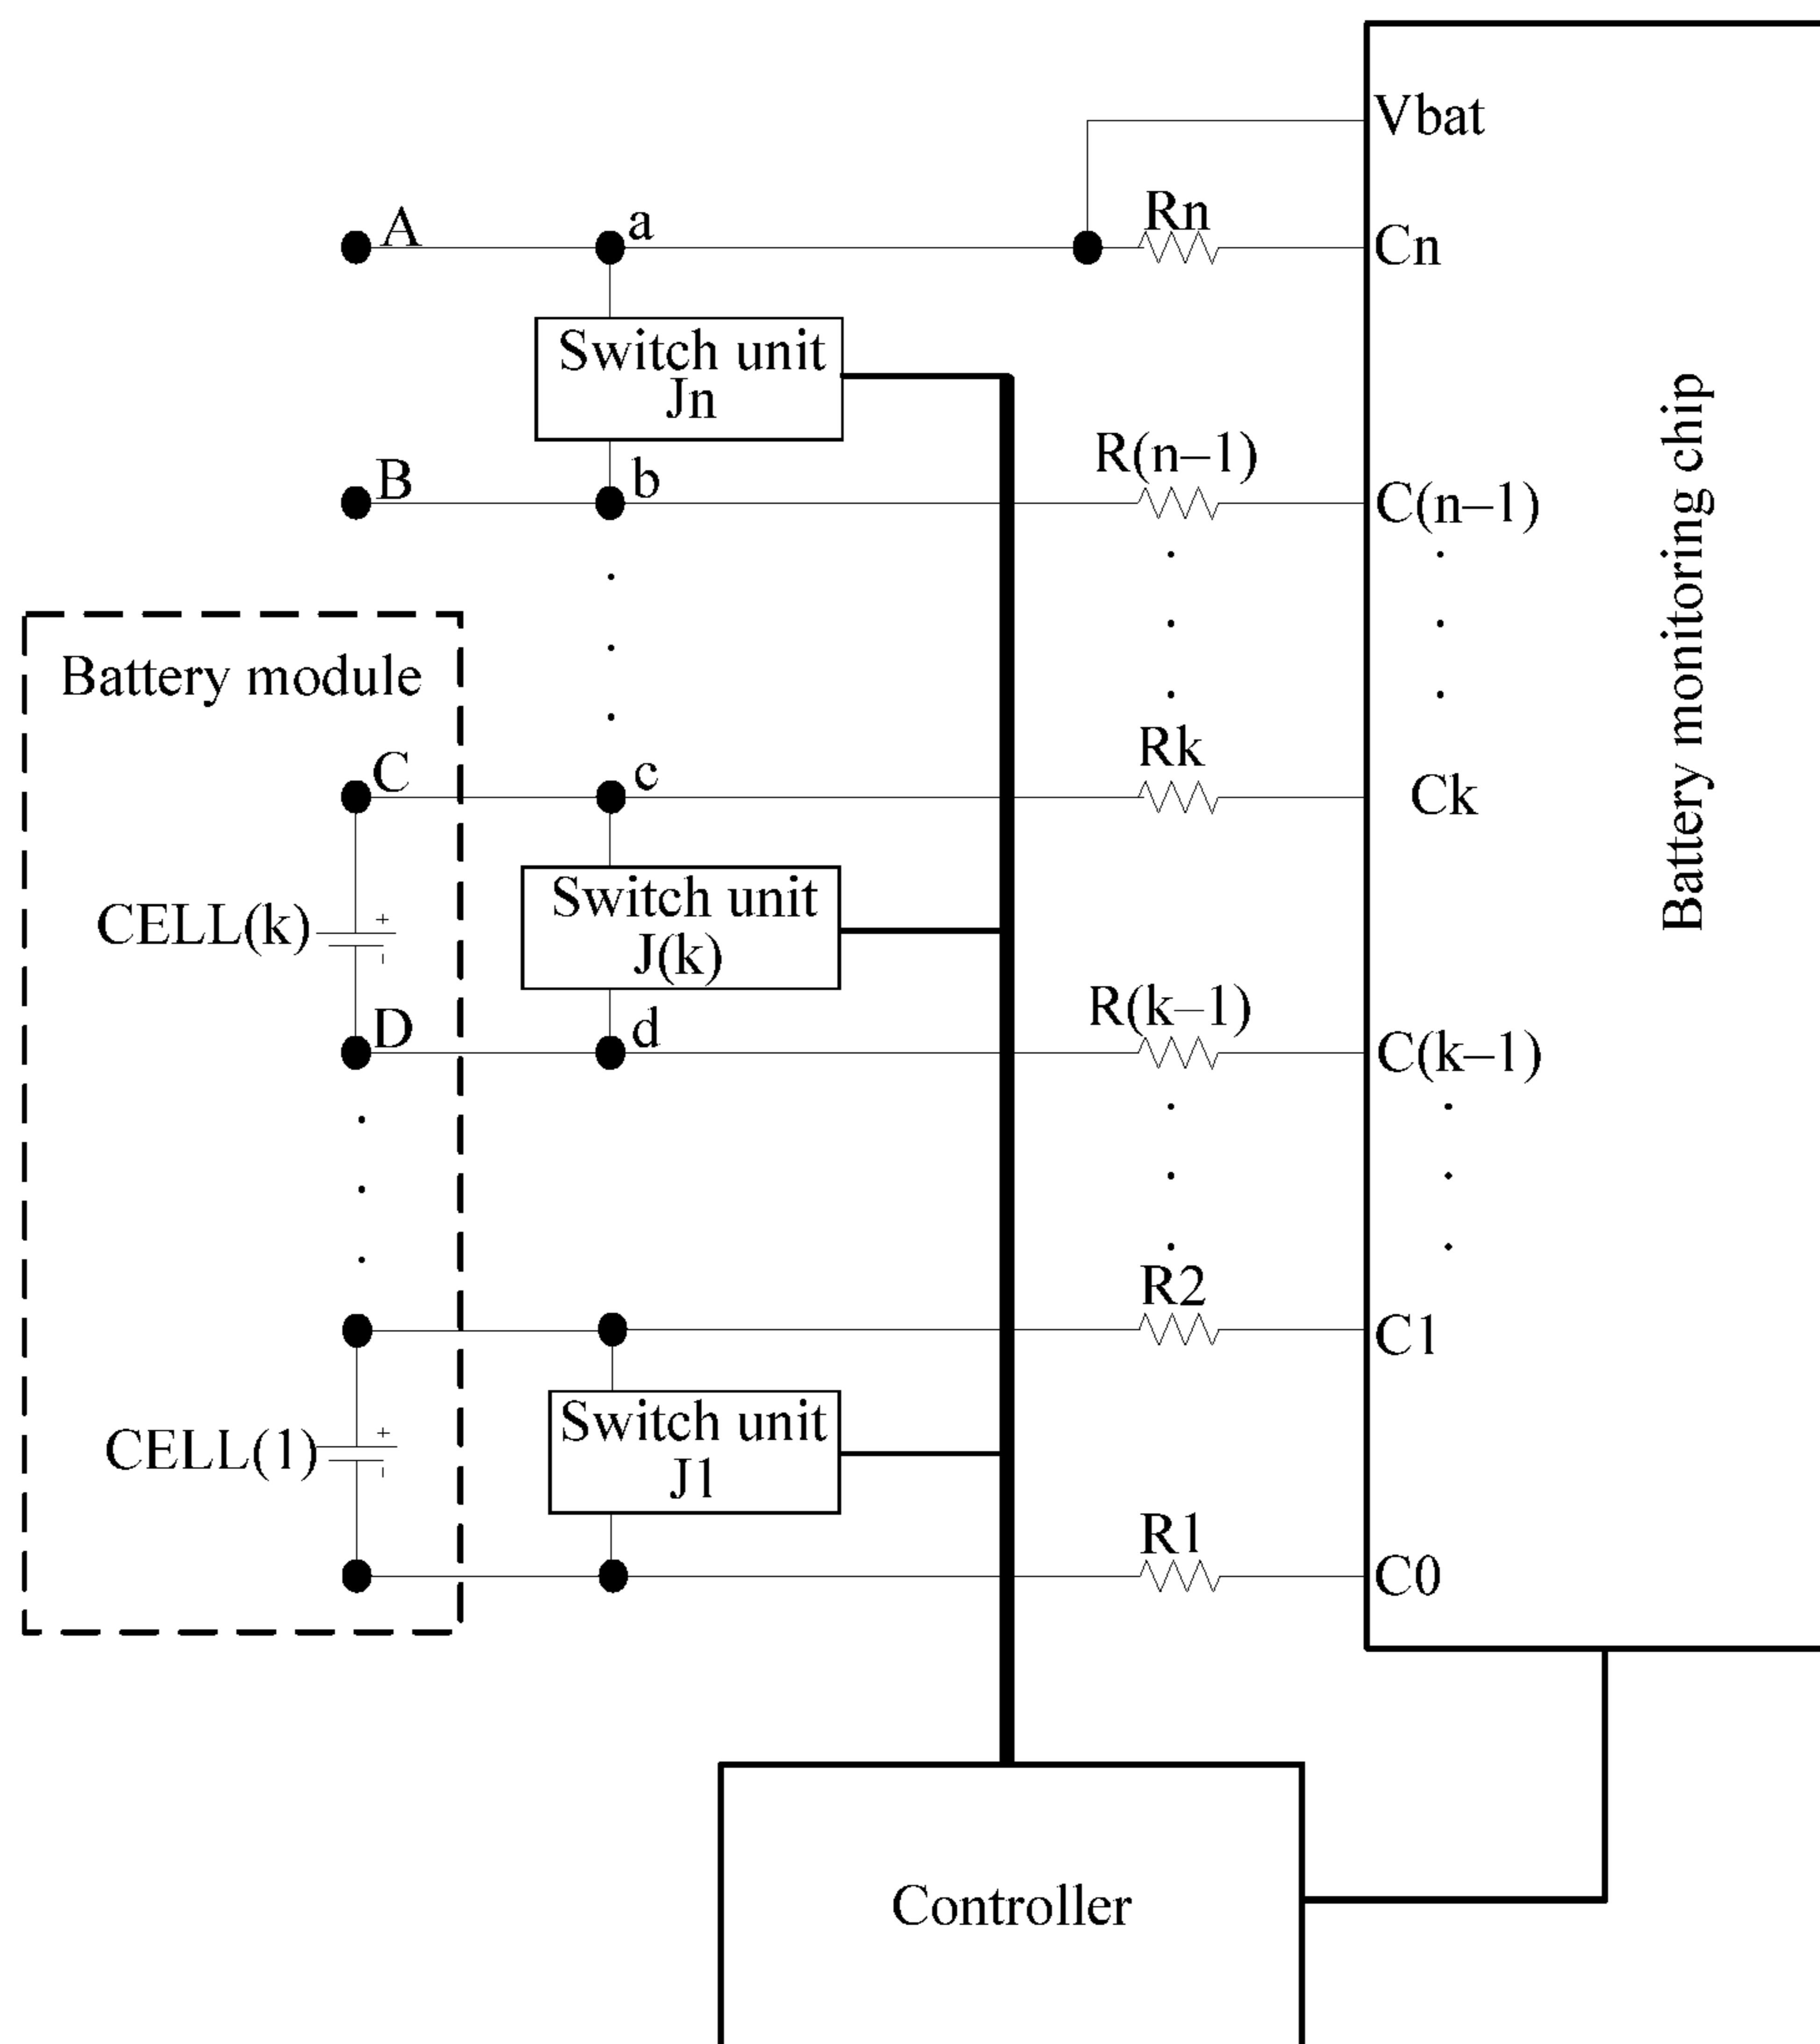 Vbat
A
a
Rn
Cn
Switch unit
Jn
B
b
R(n–1)
C(n–1)
Battery monitoring chip
Battery module
C
c
Rk
Ck
CELL(k)
+
-
Switch unit
J(k)
D
d
R(k–1)
C(k–1)
R2
C1
CELL(1)
+
-
Switch unit
J1
R1
C0
Controller